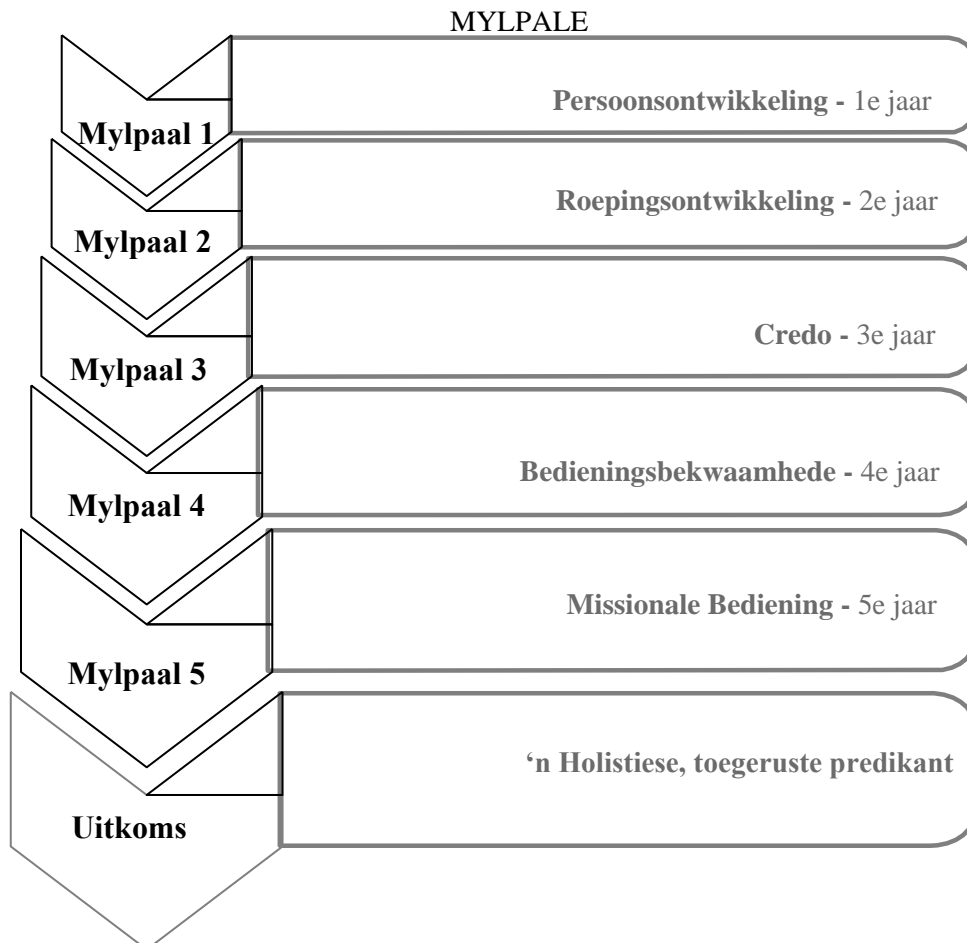 MYLPALE
Mylpaal 1
Persoonsontwikkeling - 1e jaar
Mylpaal 2
Roepingsontwikkeling - 2e jaar
Mylpaal 3
Credo - 3e jaar
Mylpaal 4
Bedieningsbekwaamhede - 4e jaar
Mylpaal 5
Missionale Bediening - 5e jaar
Uitkoms
‘n Holistiese, toegeruste predikant